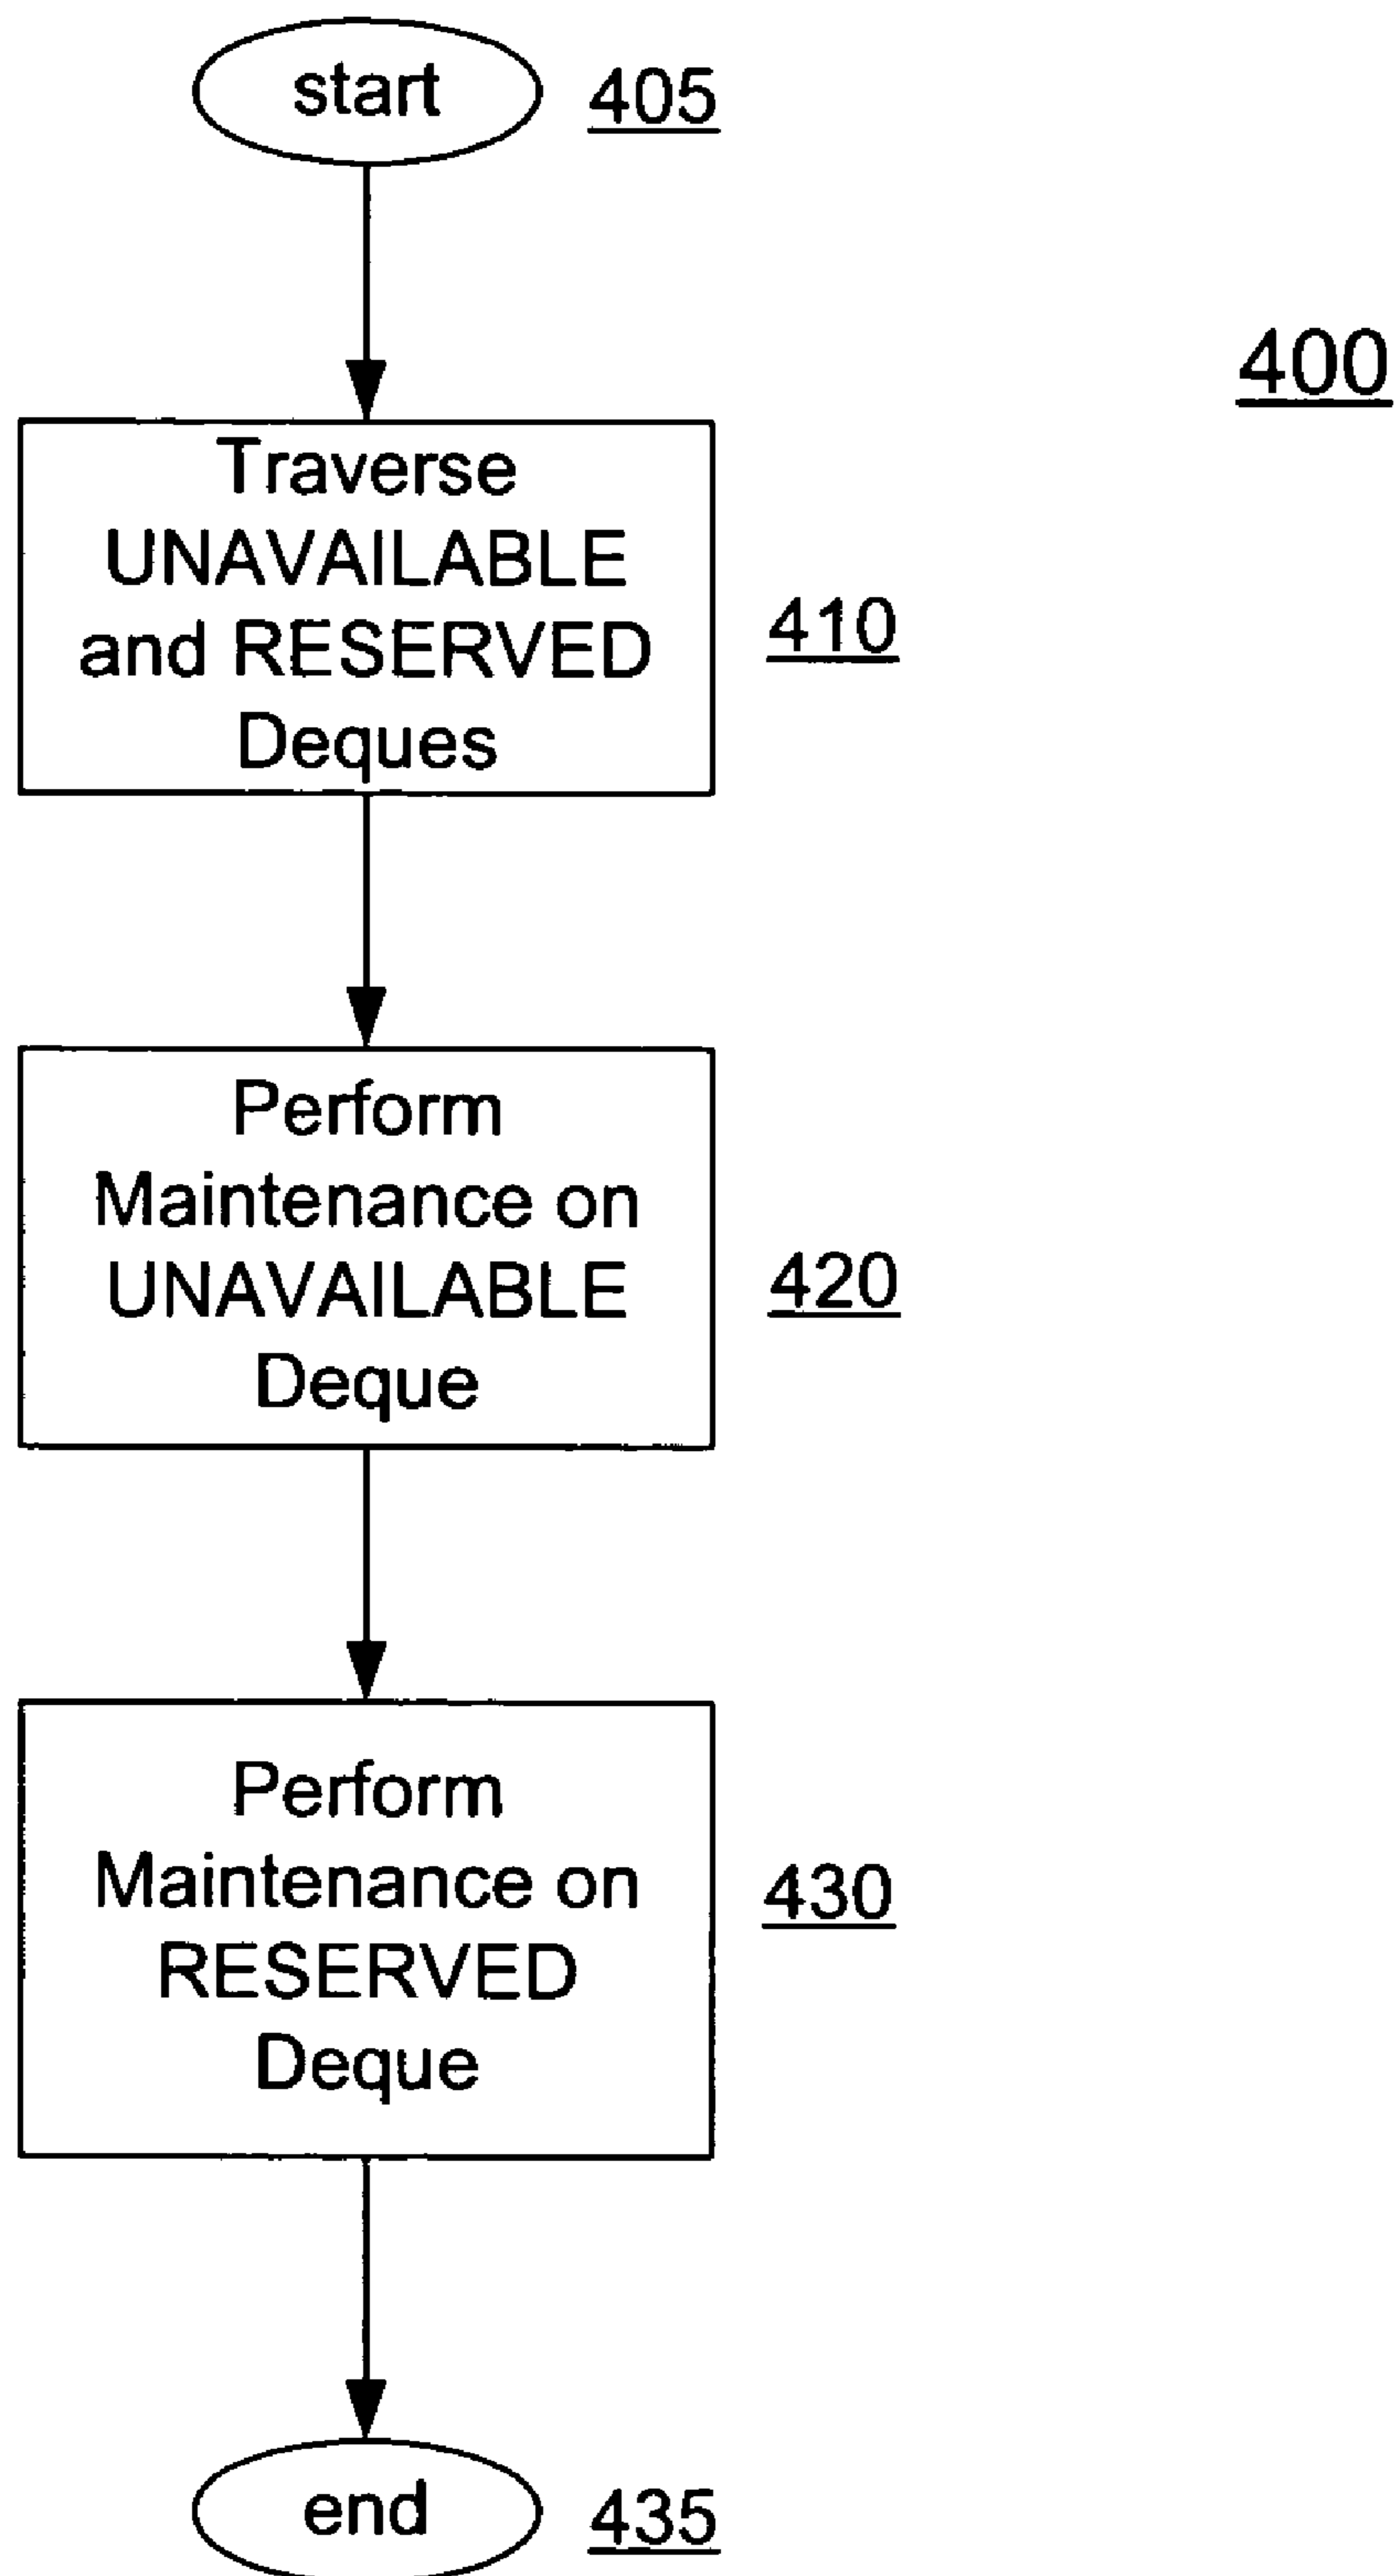 start
405
400
Traverse
UNAVAILABLE
and RESERVED
Deques
410
Perform
Maintenance on
UNAVAILABLE
Deque
420
Perform
Maintenance on
RESERVED
Deque
430
end
435